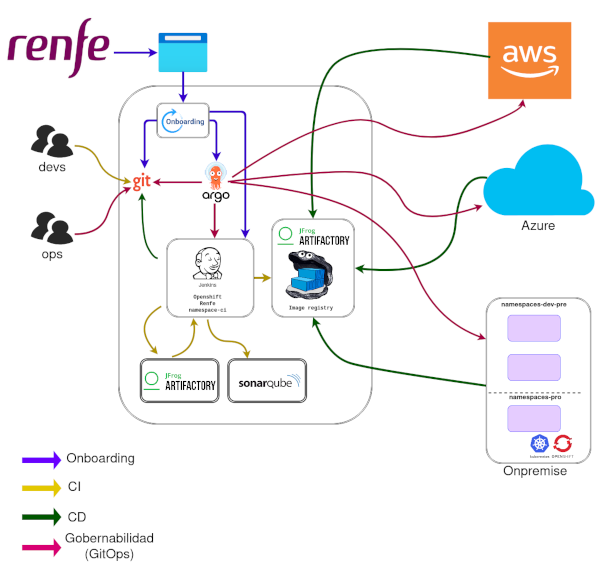 renfe
aws
Onboarding
devs
git
argo
ops
Azure
JFrog
ARTIFACTORY
Jenkins
Openshift
Renfe
namespace-ci
Image registry
namespaces-dev-pre
namespaces-pro
kubernetes
OPENSHIFT
Onpremise
JFrog
ARTIFACTORY
sonarqube
Onboarding
CI
CD
Gobernabilidad
(GitOps)